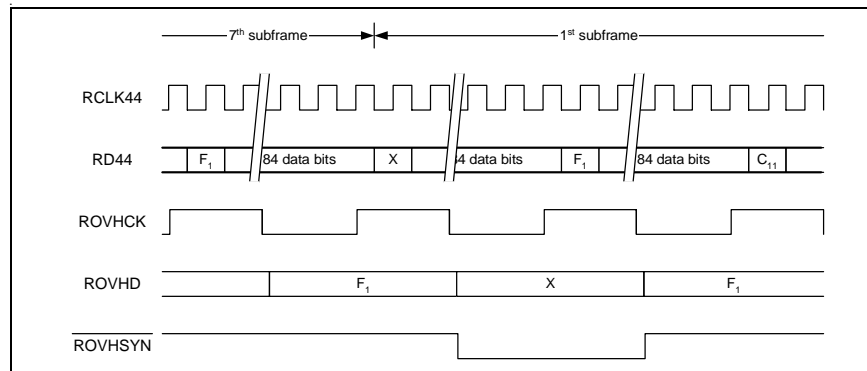 7th subframe 1st subframe
RCLK44
RD44 F1 84 data bits X 84 data bits F1 84 data bits C11
ROVHCK
ROVHD F1 X F1
ROVHSYN